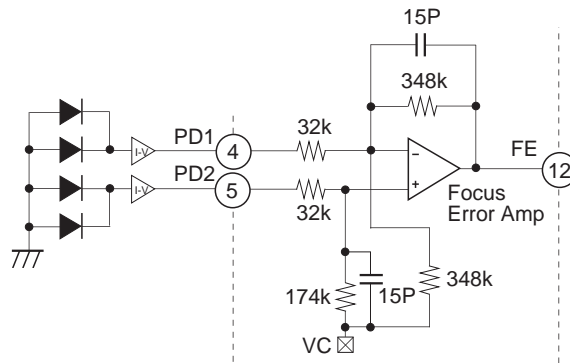 15P
348k
I-V
PD1
4
32k
FE
12
I-V
PD2
5
32k
−
+
Focus
Error Amp
174k
15P
348k
VC